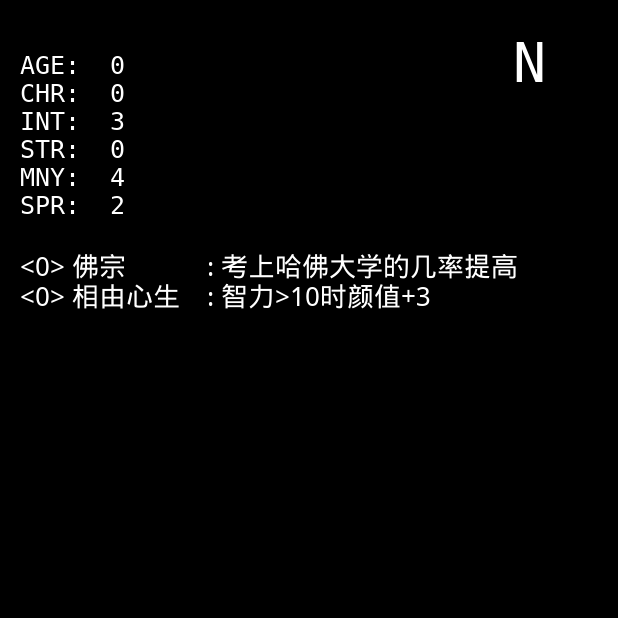 N
AGE: 0
CHR: 0
INT: 3
STR: 0
MNY: 4
SPR: 2
<0> 佛宗 : 考上哈佛大学的几率提高
<0> 相由心生 : 智力>10时颜值+3